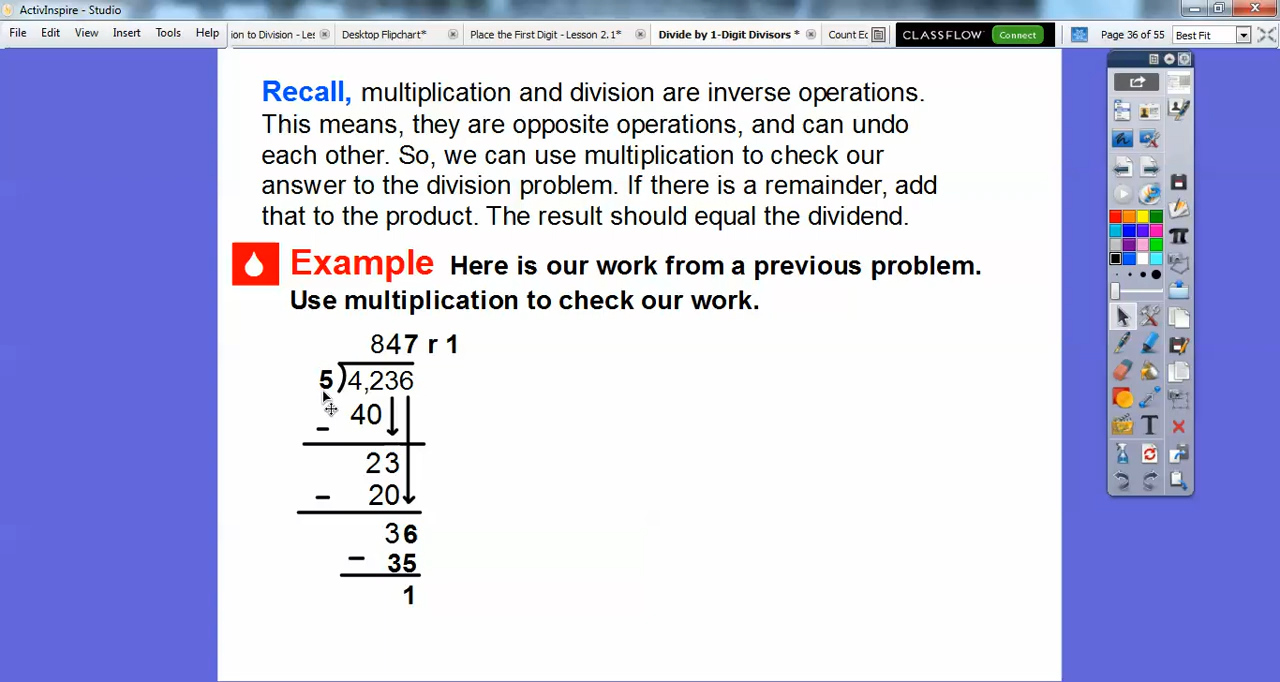 ActivInspire - Studio
File Edit View Insert Tools Help
ion to Division - Les
Desktop Flipchart*
Place the First Digit - Lesson 2.1*
Divide by 1-Digit Divisors *
Count Ec
CLASSFLOW Connect
Page 36 of 55
Best Fit
Recall, multiplication and division are inverse operations.
This means, they are opposite operations, and can undo
each other. So, we can use multiplication to check our
answer to the division problem. If there is a remainder, add
that to the product. The result should equal the dividend.
Example Here is our work from a previous problem.
Use multiplication to check our work.
847 r 1
5)4,236
- 40
23
- 20
36
- 35
1